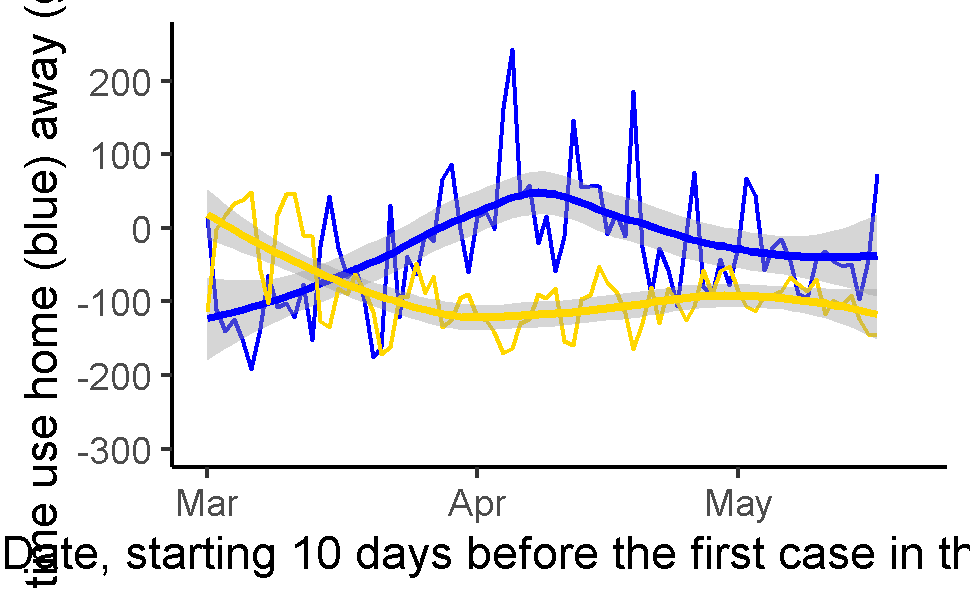 time use home (blue) away (
200
100
0
-100
-200
-300
Mar Apr May
Date, starting 10 days before the first case in th